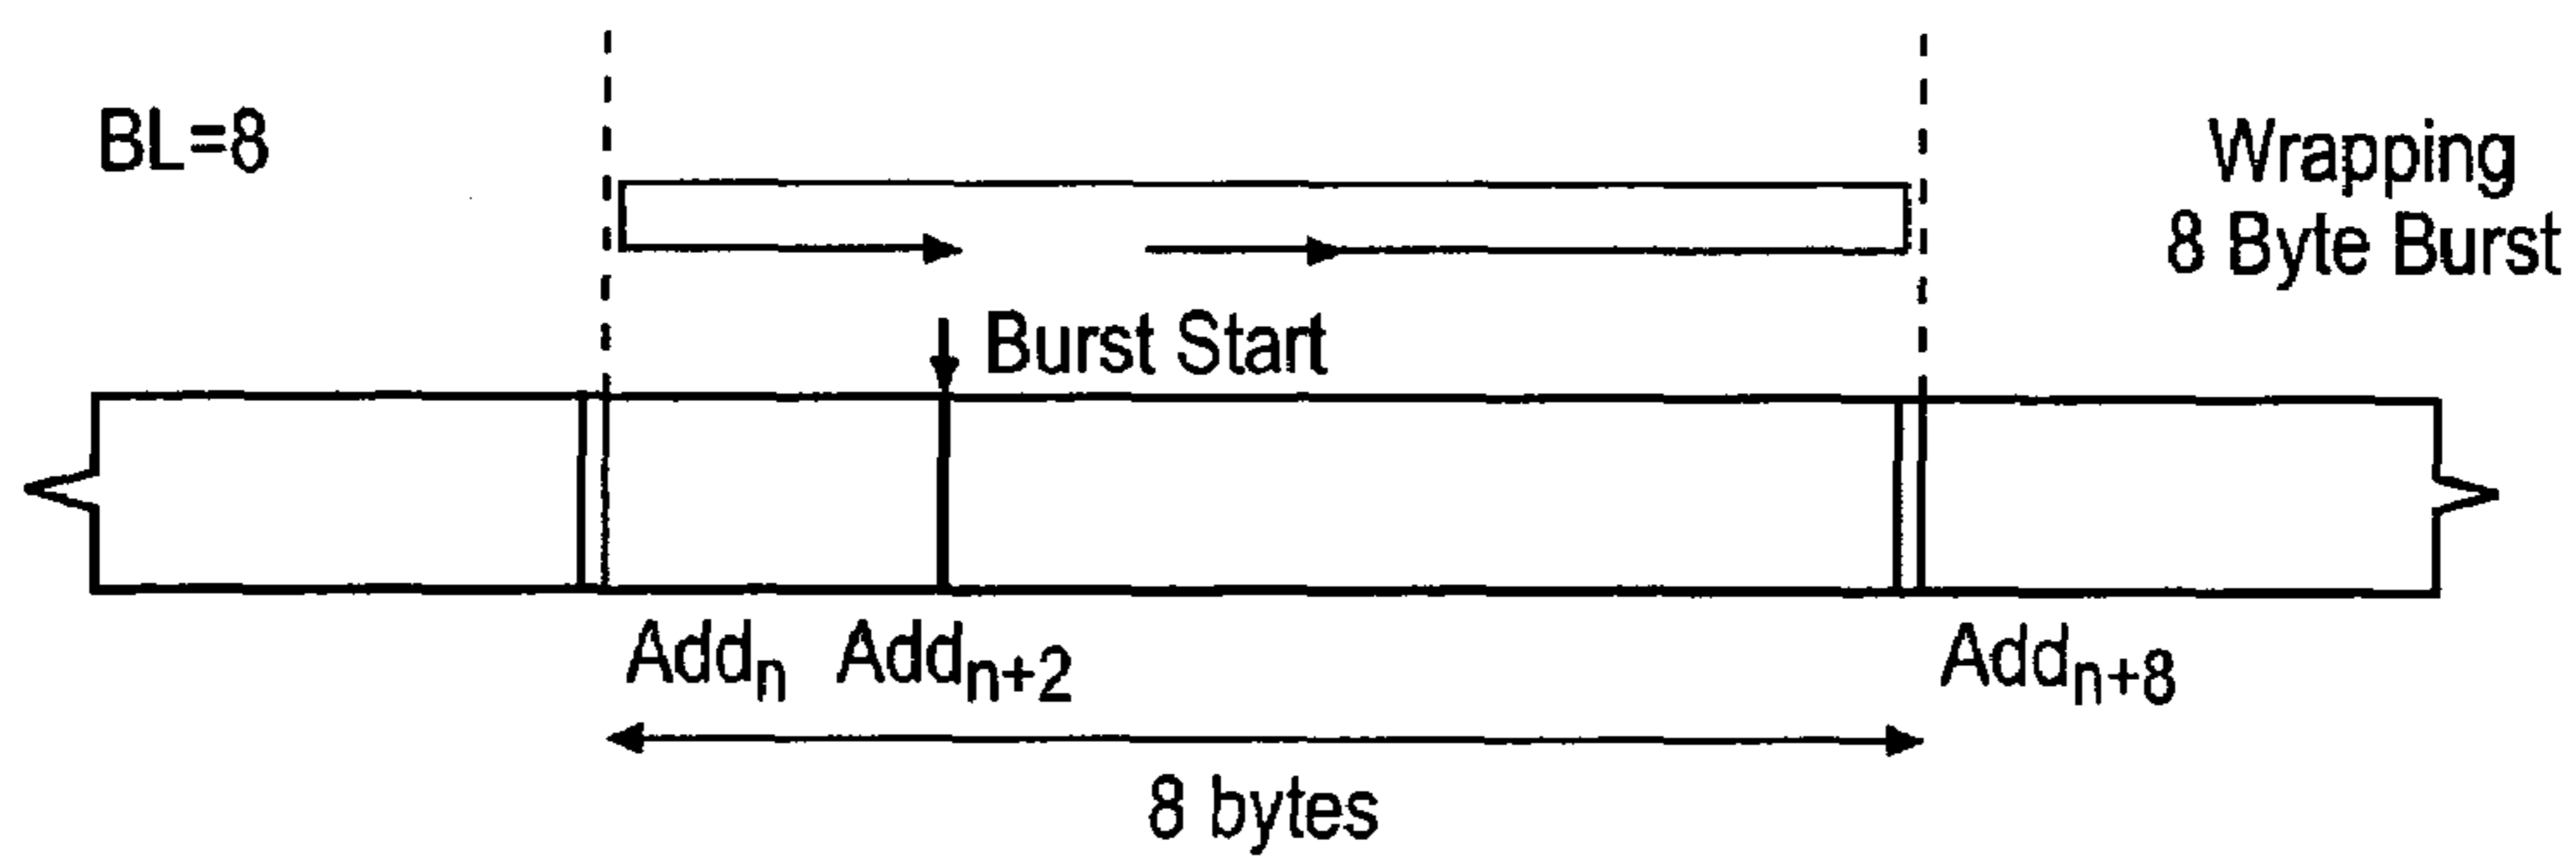 BL=8
Wrapping
8 Byte Burst
Burst Start
Addn Addn+2 Addn+8
8 bytes